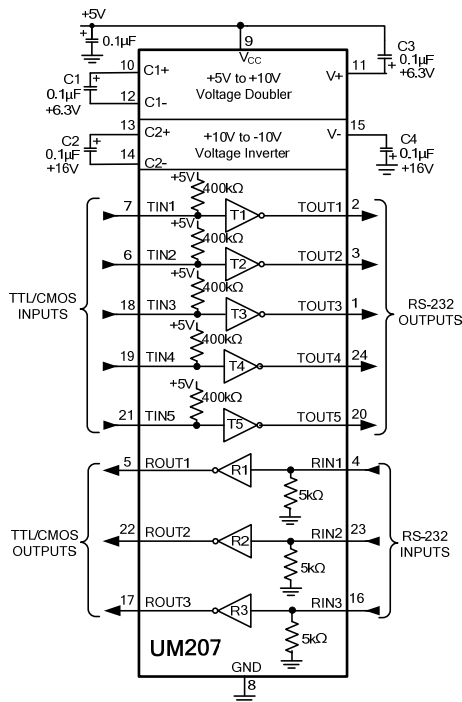 +5V
+
0.1µF
9
VCC
C3
0.1µF
+6.3V
+
11
V+
10
C1+
C1
0.1µF
+6.3V
+
12
C1-
+5V to +10V
Voltage Doubler
13
C2+
C2
0.1µF
+16V
+
14
C2-
+10V to -10V
Voltage Inverter
V-
15
+
C4
0.1µF
+16V
+5V
400kΩ
7
TIN1
T1
TOUT1
2
+5V
400kΩ
6
TIN2
T2
TOUT2
3
+5V
400kΩ
18
TIN3
T3
TOUT3
1
+5V
400kΩ
19
TIN4
T4
TOUT4
24
+5V
400kΩ
21
TIN5
T5
TOUT5
20
TTL/CMOS
INPUTS
RS-232
OUTPUTS
5
ROUT1
R1
RIN1
4
5kΩ
22
ROUT2
R2
RIN2
23
5kΩ
17
ROUT3
R3
RIN3
16
5kΩ
TTL/CMOS
OUTPUTS
RS-232
INPUTS
UM207
GND
8